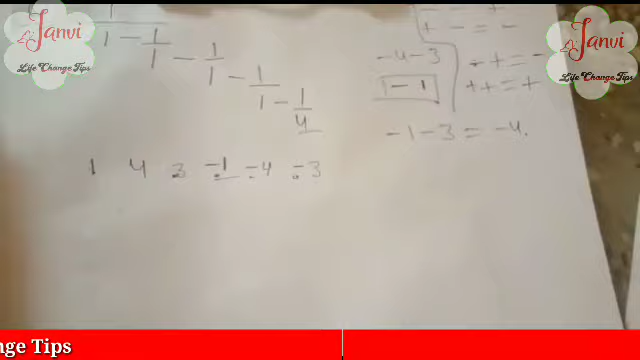 Janvi
Life Change Tips
Janvi
Life Change Tips
1
1 - 1
1 - 1
1 - 1
1 - 1
4
+ - = -
-4-3
1 - 1
- + = -
+ + = +
-1-3 = -4.
1 4 3 -1 -4 -3
nge Tips